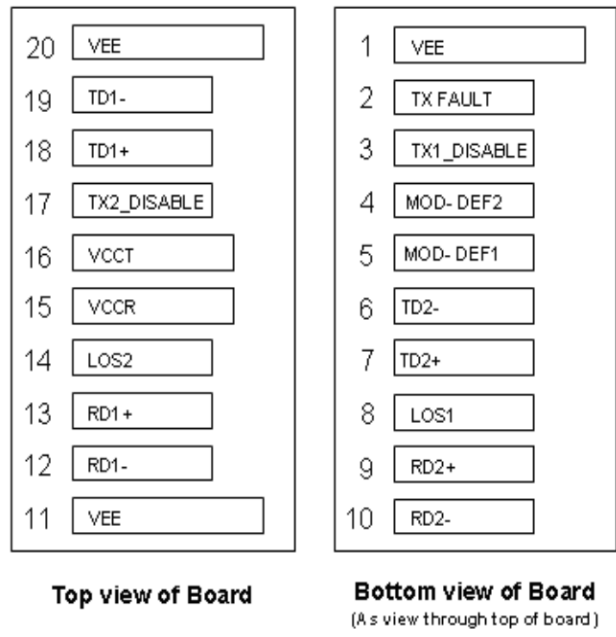 20 VEE
19 TD1-
18 TD1+
17 TX2_DISABLE
16 VCCT
15 VCCR
14 LOS2
13 RD1+
12 RD1-
11 VEE
Top view of Board
1 VEE
2 TX FAULT
3 TX1_DISABLE
4 MOD- DEF2
5 MOD- DEF1
6 TD2-
7 TD2+
8 LOS1
9 RD2+
10 RD2-
Bottom view of Board
(As view through top of board)